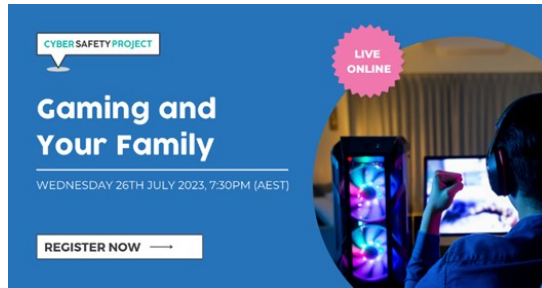 CYBER SAFETY PROJECT
LIVE
ONLINE
Gaming and
Your Family
WEDNESDAY 26TH JULY 2023, 7:30PM (AEST)
REGISTER NOW